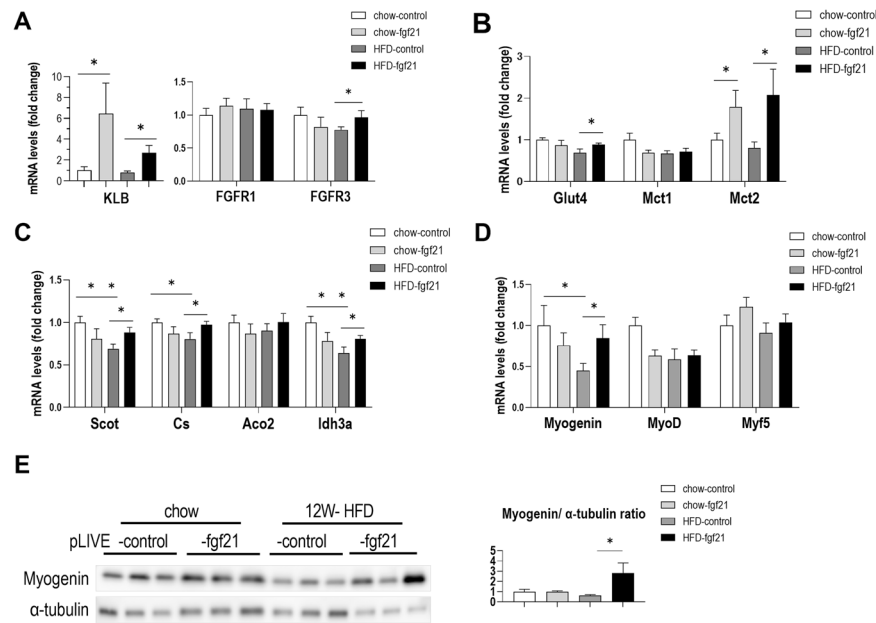 A
chow-control
chow-fgf21
HFD-control
HFD-fgf21
mRNA levels (fold change)
10
8
6
4
2
0
*
*
KLB
1.5
1.0
0.5
0.0
*
FGFR1
FGFR3
B
chow-control
chow-fgf21
HFD-control
HFD-fgf21
mRNA levels (fold change)
3
2
1
0
*
*
*
Glut4
Mct1
Mct2
C
chow-control
chow-fgf21
HFD-control
HFD-fgf21
mRNA levels (fold change)
1.5
1.0
0.5
0.0
* *
*
*
*
* *
*
Scot
Cs
Aco2
Idh3a
D
chow-control
chow-fgf21
HFD-control
HFD-fgf21
mRNA levels (fold change)
1.5
1.0
0.5
0.0
*
*
Myogenin
MyoD
Myf5
E
chow
12W- HFD
pLIVE -control -fgf21 -control -fgf21
Myogenin
α-tubulin
Myogenin/ α-tubulin ratio
chow-control
chow-fgf21
HFD-control
HFD-fgf21
5
4
3
2
1
0
*